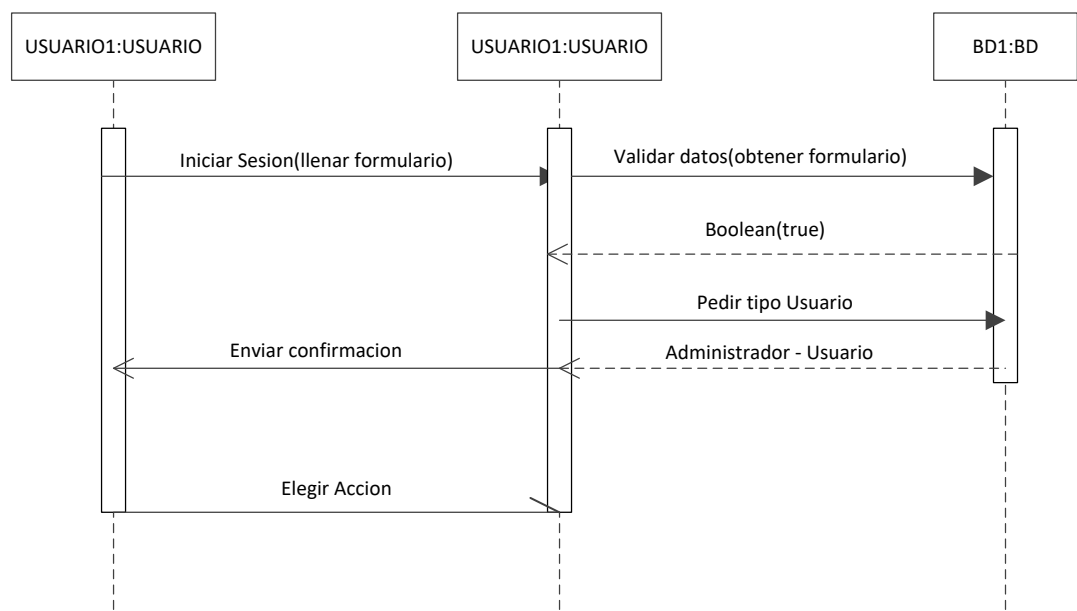 USUARIO1:USUARIO
USUARIO1:USUARIO
BD1:BD
Iniciar Sesion(llenar formulario)
Validar datos(obtener formulario)
Boolean(true)
Pedir tipo Usuario
Enviar confirmacion
Administrador - Usuario
Elegir Accion